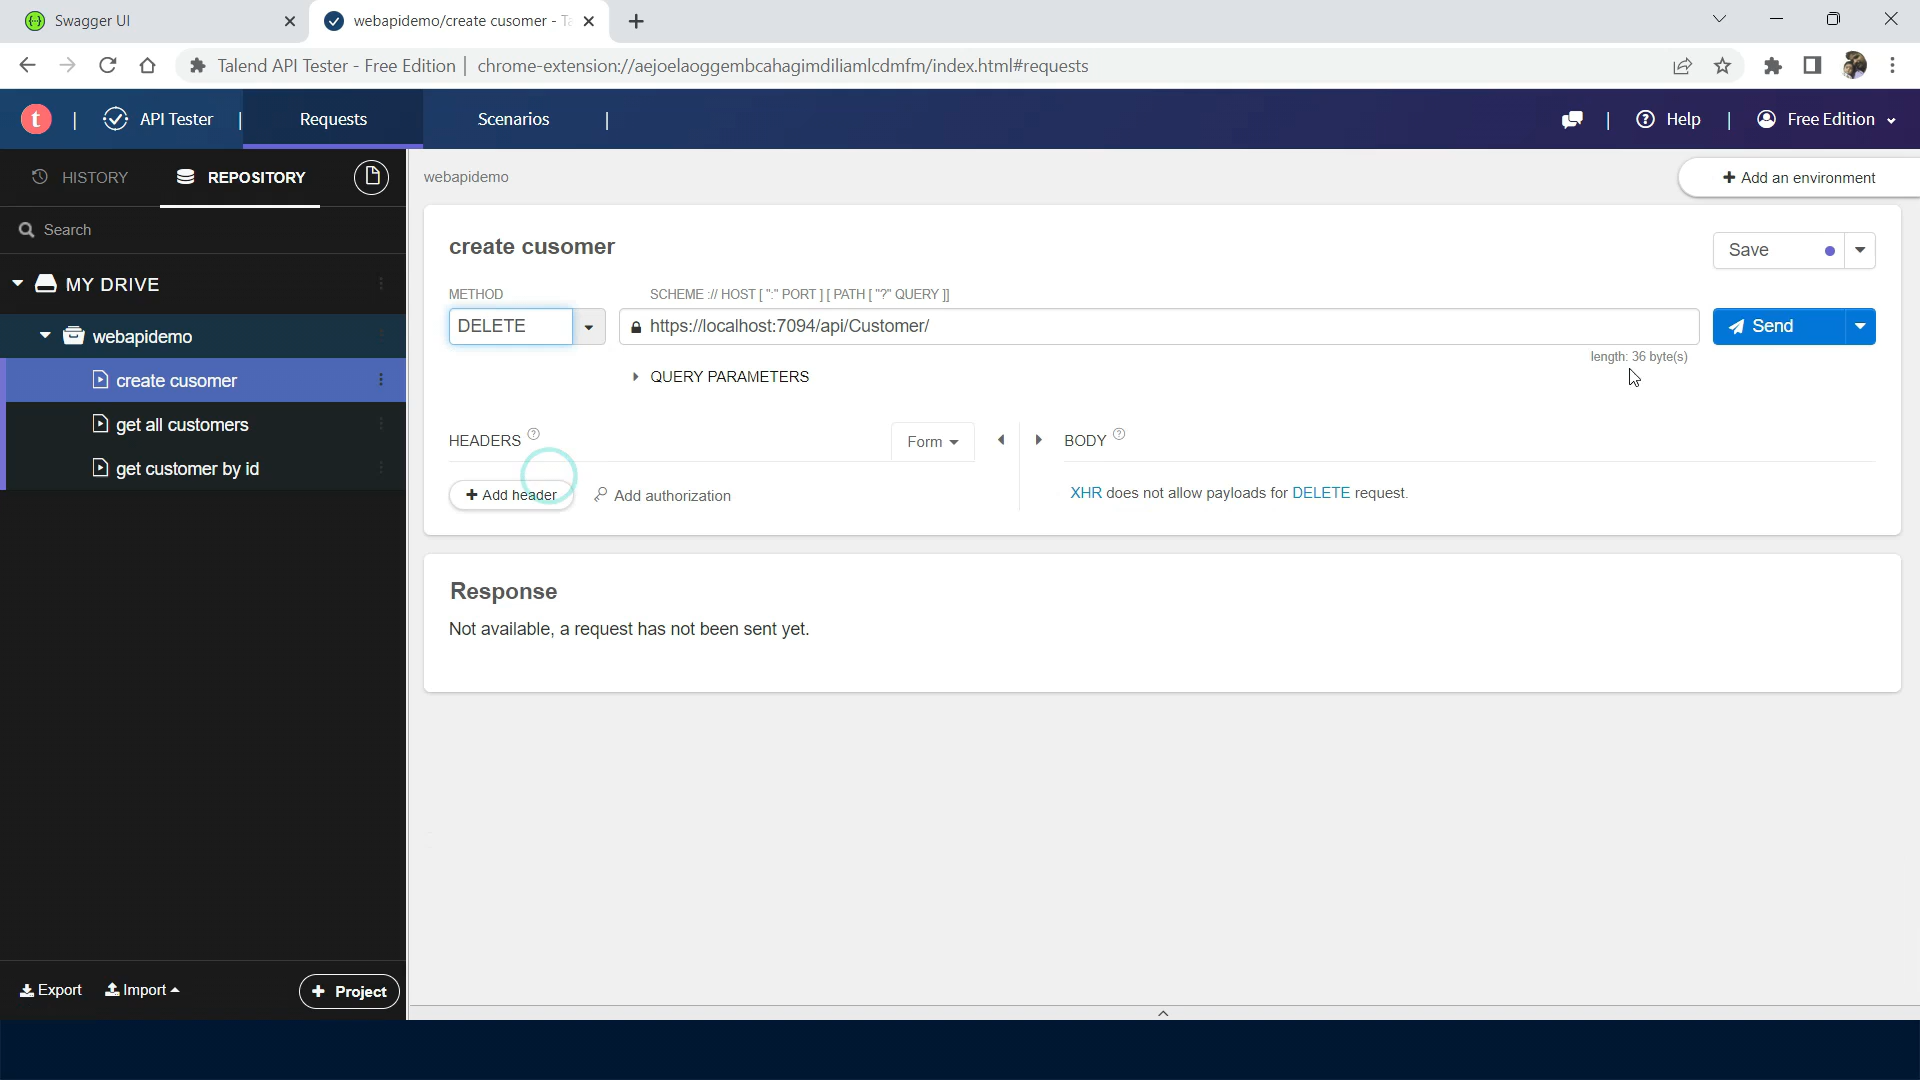 Swagger UI
webapidemo/create cusomer - Ta
Talend API Tester - Free Edition | chrome-extension://aejoelaoggembcahagimdiliamlcdmfm/index.html#requests
t | API Tester | Requests Scenarios | | Help | Free Edition
HISTORY REPOSITORY
webapidemo
+ Add an environment
Search
create cusomer
Save
MY DRIVE
METHOD
SCHEME :// HOST [ ":" PORT ] [ PATH [ "?" QUERY ]]
webapidemo
DELETE
https://localhost:7094/api/Customer/
Send
length: 36 byte(s)
create cusomer
QUERY PARAMETERS
get all customers
HEADERS ?
Form
BODY ?
get customer by id
+ Add header
Add authorization
XHR does not allow payloads for DELETE request.
Response
Not available, a request has not been sent yet.
Export
Import
+ Project